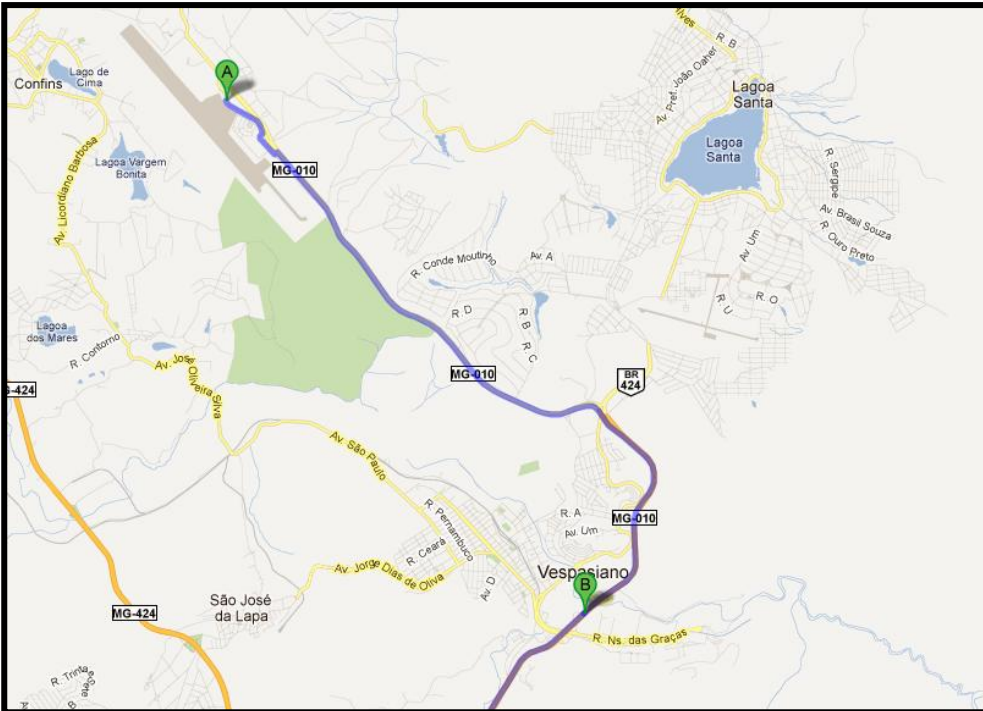 Confins
Lago de
Cima
A
R. B
Av. Pref. João Daher
Lagoa
Santa
Lagoa
Santa
Lagoa Vargem
Bonita
MG-010
Av. Licordiano Barbosa
R. Sergipe
Av. Brasil Souza
R. Ouro Preto
Av. Um
R. Conde Moutinho
Av. A
R. U
R. O
R. D
R. B
R. C
Lagoa
dos Mares
R. Contorno
Av. José Oliveira Silva
MG-010
BR
424
Av. São Paulo
R. Pernambuco
R. Ceará
R. A
Av. Um
MG-010
Av. Jorge Dias de Oliva
Av. D
Vespasiano
B
São José
da Lapa
MG-424
R. Ns. das Graças